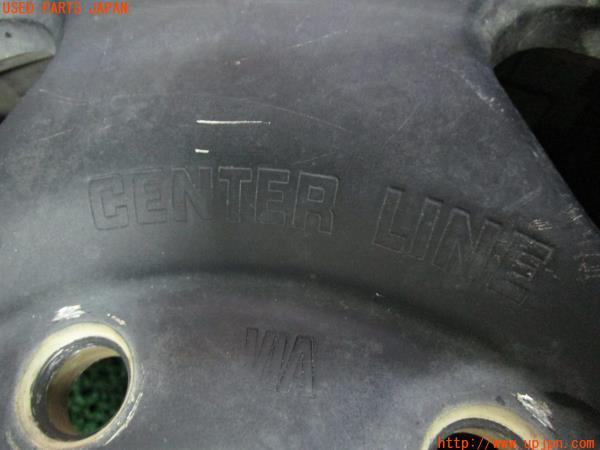 USED PARTS JAPAN
CENTER LINE
VIA
http://www.upjpn.com